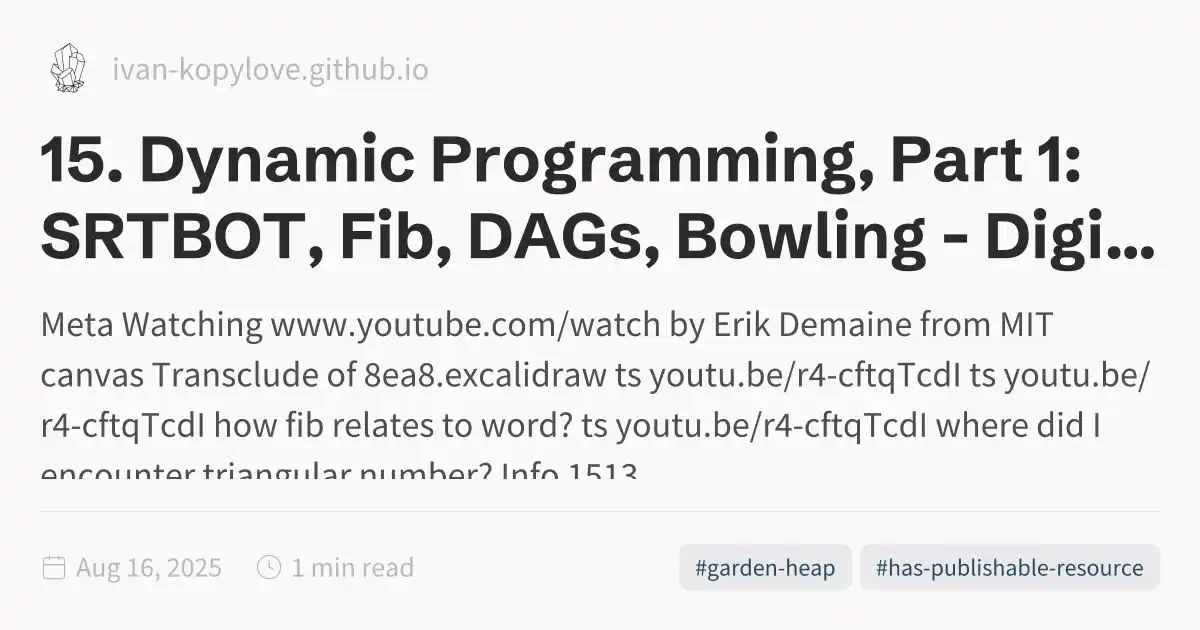 ivan-kopylove.github.io
15. Dynamic Programming, Part 1:
SRTBOT, Fib, DAGs, Bowling - Digi...
Meta Watching www.youtube.com/watch by Erik Demaine from MIT
canvas Transclude of 8ea8.excalidraw ts youtu.be/r4-cftqTcdI ts youtu.be/
r4-cftqTcdI how fib relates to word? ts youtu.be/r4-cftqTcdI where did I
encounter triangular number? Info 1513
Aug 16, 2025 1 min read #garden-heap #has-publishable-resource